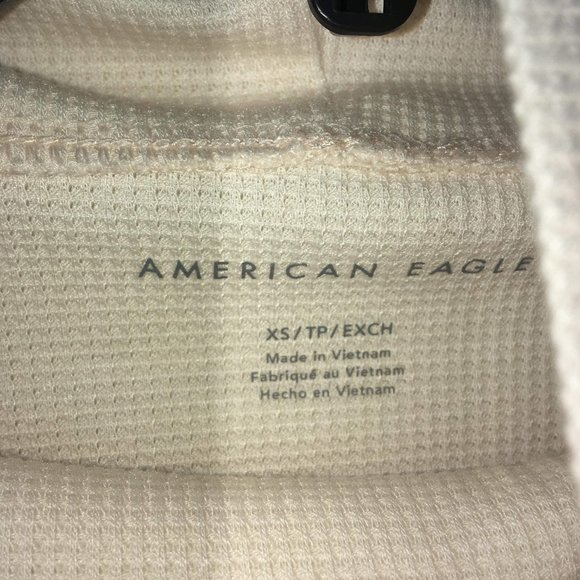 AMERICAN EAGLE
XS/TP/EXCH
Made in Vietnam
Fabriqué au Vietnam
Hecho en Vietnam